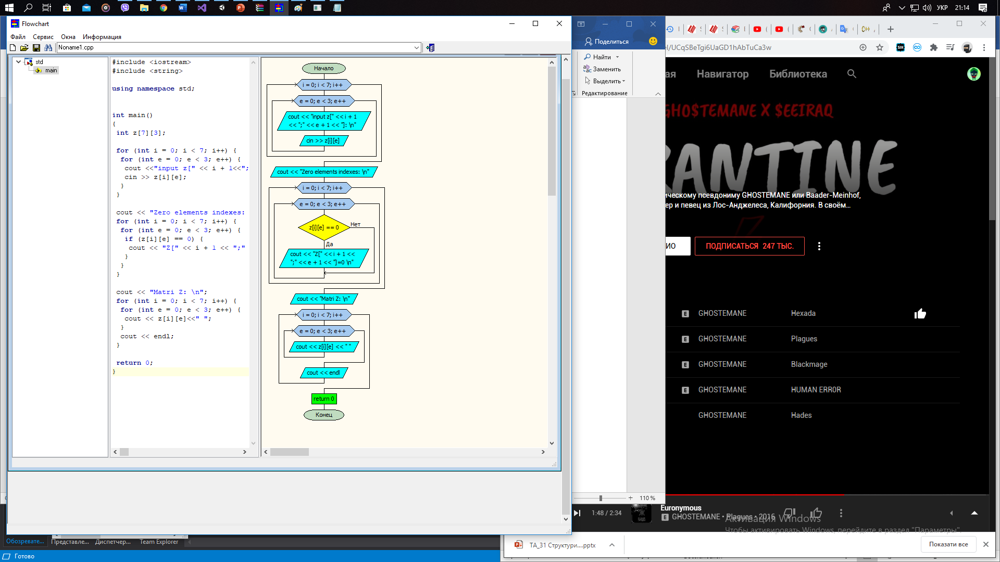 УКР
21:14
Flowchart
Файл Сервис Окна Информация
Noname1.cpp
std
main
#include <iostream>
#include <string>
using namespace std;
int main()
{
int z[7][3];
for (int i = 0; i < 7; i++) {
for (int e = 0; e < 3; e++) {
cout <<"input z[" << i + 1<<";
cin >> z[i][e];
}
}
cout << "Zero elements indexes:
for (int i = 0; i < 7; i++) {
for (int e = 0; e < 3; e++) {
if (z[i][e] == 0) {
cout << "Z[" << i + 1 << ";"
}
}
}
cout << "Matri Z: \n";
for (int i = 0; i < 7; i++) {
for (int e = 0; e < 3; e++) {
cout << z[i][e]<<" ";
}
cout << endl;
}
return 0;
}
Начало
i = 0; i < 7; i++
e = 0; e < 3; e++
cout << "input z[" << i + 1
<< ";" << e + 1 << "]: \n"
cin >> z[i][e]
cout << "Zero elements indexes: \n"
i = 0; i < 7; i++
e = 0; e < 3; e++
z[i][e] == 0
Нет
Да
cout << "Z[" << i + 1 <<
";" << e + 1 << "]=0 \n"
cout << "Matri Z: \n"
i = 0; i < 7; i++
e = 0; e < 3; e++
cout << z[i][e] << " "
cout << endl
return 0
Конец
Поделиться
Найти
Заменить
Выделить
Редактирование
110 %
el/UCqSBeTgi6UaGD1hAbTuCa3w
ая Навигатор Библиотека
GHO$TEMANE X $EEIRAQ
RANTINE
ическому псевдониму GHOSTEMANE или Baader-Meinhof,
ер и певец из Лос-Анджелеса, Калифорния. В своём...
ИО
ПОДПИСАТЬСЯ 247 ТЫС.
E GHOSTEMANE Hexada
E GHOSTEMANE Plagues
E GHOSTEMANE Blackmage
E GHOSTEMANE HUMAN ERR0R
GHOSTEMANE Hades
1:48 / 2:34
Euronymous
E GHOSTEMANE • Plagues • 2016
Активация Windows
Чтобы активировать Windows, перейдите в раздел "Параметры".
Обозревате... Представле... Диспетчер... Team Explorer
ТА_31 Структури....pptx
Показати все
Готово